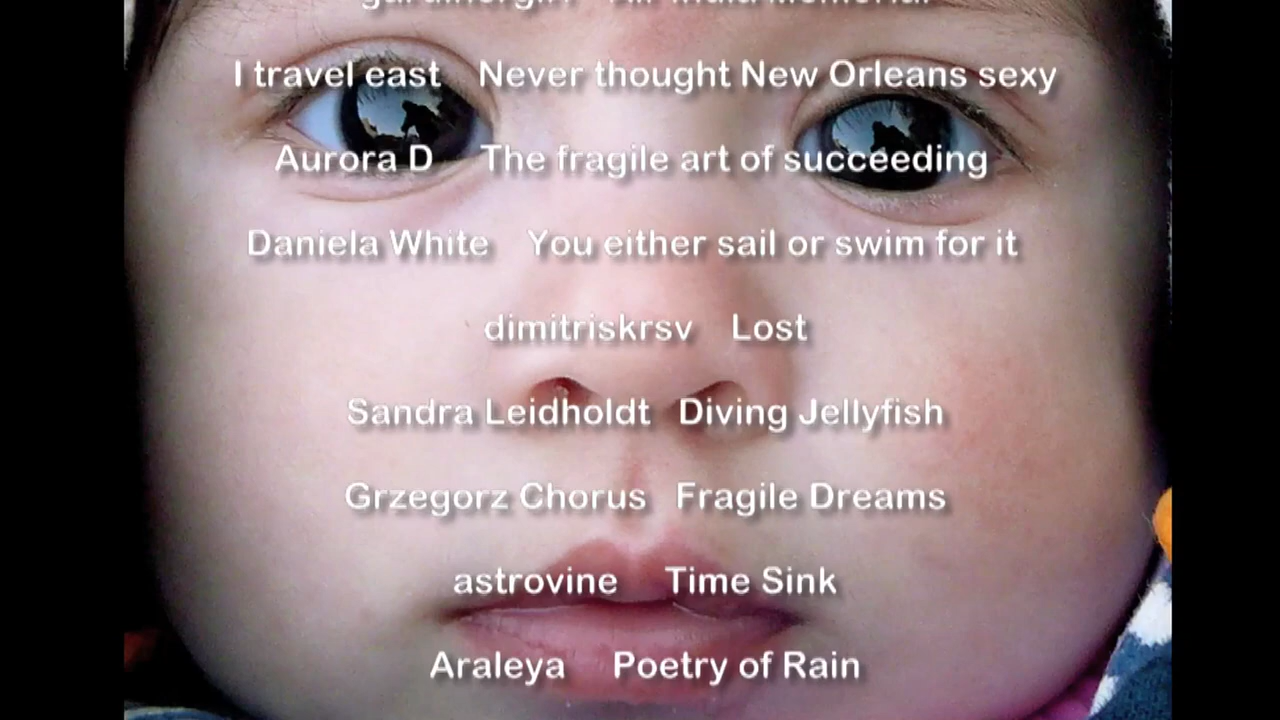 I travel east Never thought New Orleans sexy
Aurora D The fragile art of succeeding
Daniela White You either sail or swim for it
dimitriskrsv Lost
Sandra Leidholdt Diving Jellyfish
Grzegorz Chorus Fragile Dreams
astrovine Time Sink
Araleya Poetry of Rain